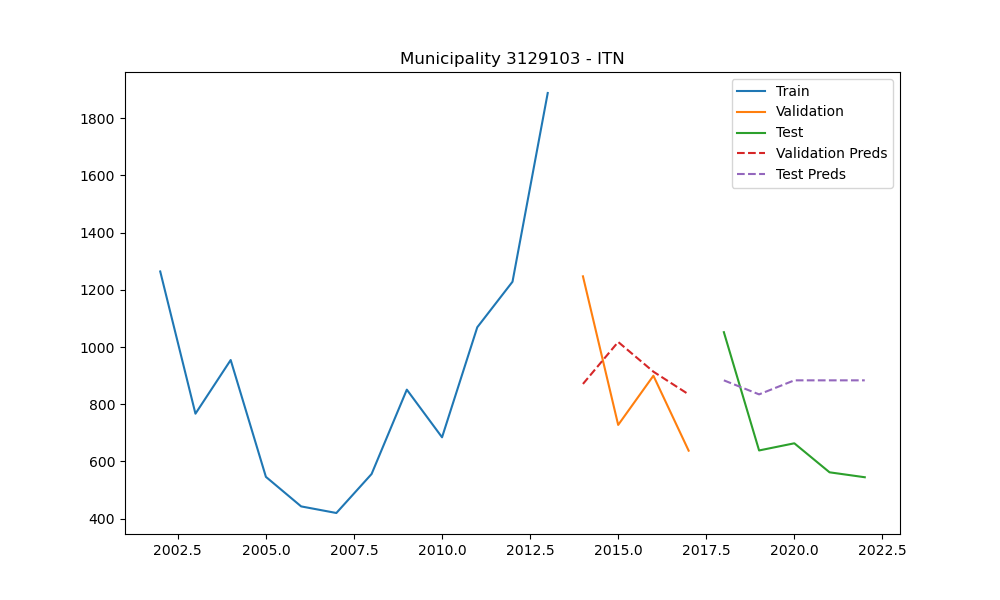 Municipality 3129103 - ITN
Train
Validation
Test
Validation Preds
Test Preds
1800
1600
1400
1200
1000
800
600
400
2002.5 2005.0 2007.5 2010.0 2012.5 2015.0 2017.5 2020.0 2022.5